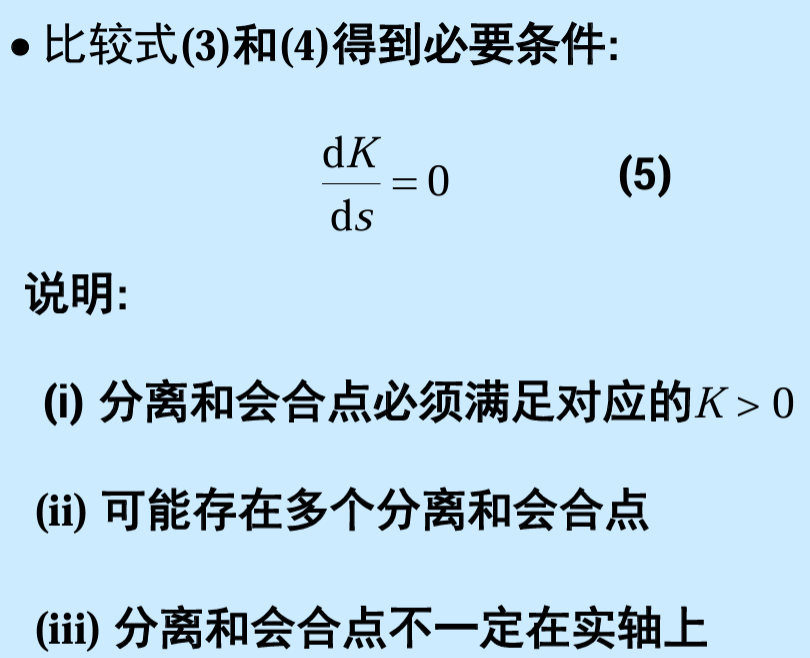 • 比较式(3)和(4)得到必要条件:
dK/ds = 0 (5)
说明:
(i) 分离和会合点必须满足对应的K > 0
(ii) 可能存在多个分离和会合点
(iii) 分离和会合点不一定在实轴上